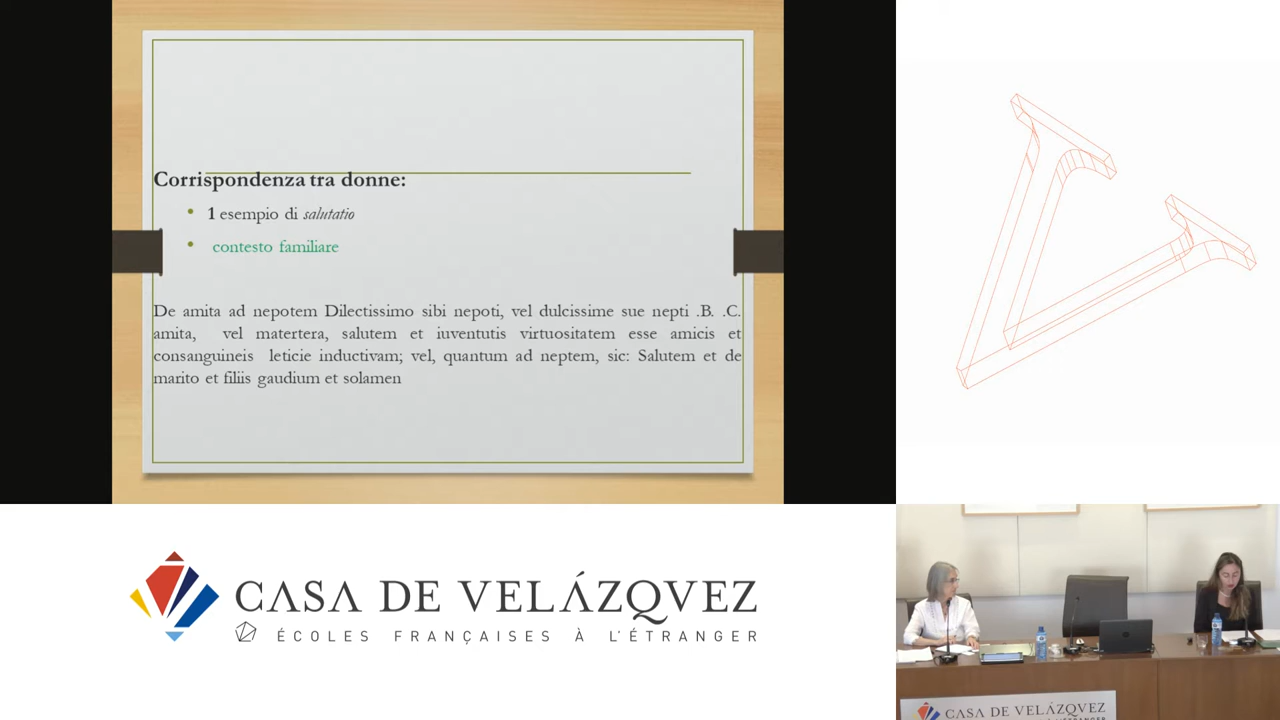 Corrispondenza tra donne:
• 1 esempio di salutatio
• contesto familiare
De amita ad nepotem Dilectissimo sibi nepoti, vel dulcissime sue nepti .B. .C.
amita, vel matertera, salutem et iuventutis virtuositatem esse amicis et
consanguineis leticie inductivam; vel, quantum ad neptem, sic: Salutem et de
marito et filiis gaudium et solamen
CASA DE VELÁZQVEZ
ÉCOLES FRANÇAISES À L'ÉTRANGER
CASA DE VELÁZQVEZ